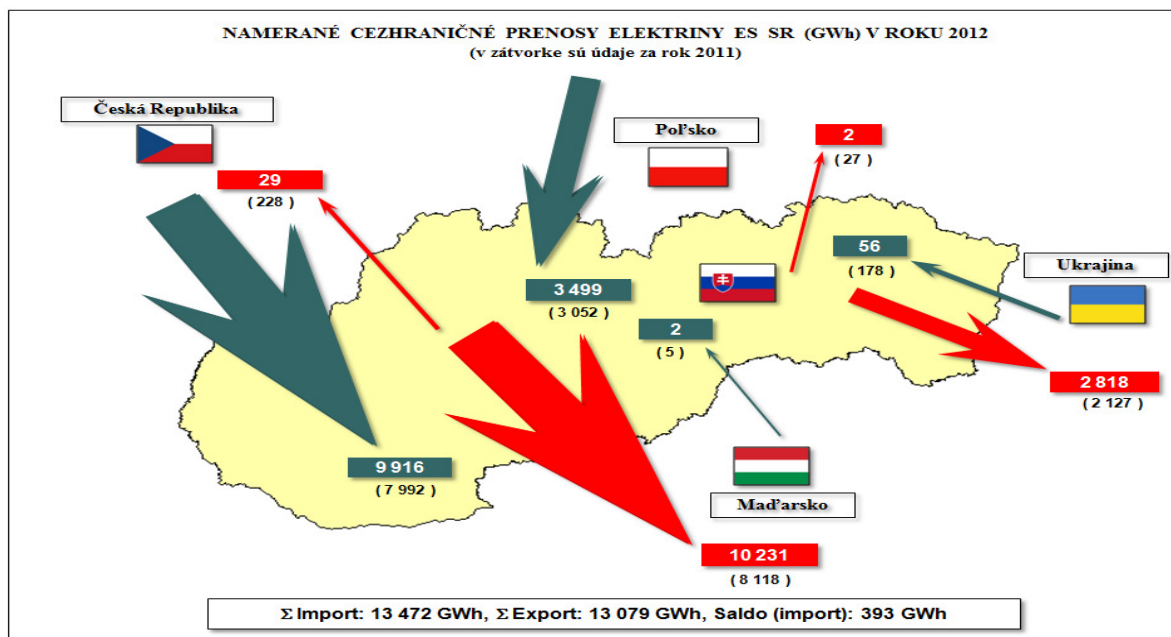 NAMERANÉ CEZHRANIČNÉ PRENOSY ELEKTRINY ES SR (GWh) V ROKU 2012
(v zátvorke sú údaje za rok 2011)
Česká Republika
Poľsko
2
( 27 )
29
( 228 )
56
( 178 )
Ukrajina
3 499
( 3 052 )
2
( 5 )
2 818
( 2 127 )
9 916
( 7 992 )
Maďarsko
10 231
( 8 118 )
Σ Import: 13 472 GWh, Σ Export: 13 079 GWh, Saldo (import): 393 GWh